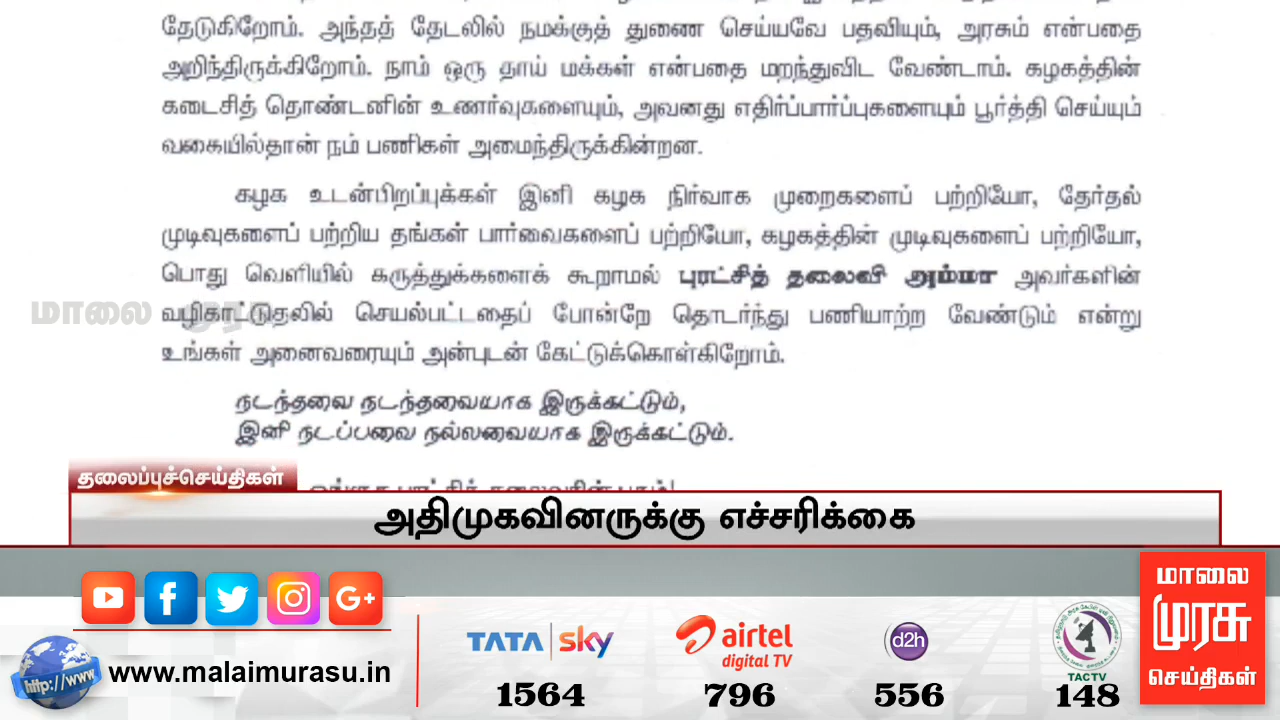 தேடுகிறோம். அந்தத் தேடலில் நமக்குத் துணை செய்யவே பதவியும், அரசும் என்பதை
அறிந்திருக்கிறோம். நாம் ஒரு தாய் மக்கள் என்பதை மறந்துவிட வேண்டாம். கழகத்தின்
கடைசித் தொண்டனின் உணர்வுகளையும், அவனது எதிர்ப்பார்ப்புகளையும் பூர்த்தி செய்யும்
வகையில்தான் நம் பணிகள் அமைந்திருக்கின்றன.
கழக உடன்பிறப்புக்கள் இனி கழக நிர்வாக முறைகளைப் பற்றியோ, தேர்தல்
முடிவுகளைப் பற்றிய தங்கள் பார்வைகளைப் பற்றியோ, கழகத்தின் முடிவுகளைப் பற்றியோ,
பொது வெளியில் கருத்துக்களைக் கூறாமல் புரட்சித் தலைவி அம்மா அவர்களின்
மாலை முர
வழிகாட்டுதலில் செயல்பட்டதைப் போன்றே தொடர்ந்து பணியாற்ற வேண்டும் என்று
உங்கள் அனைவரையும் அன்புடன் கேட்டுக்கொள்கிறோம்.
நடந்தவை நடந்தவையாக இருக்கட்டும்,
இனி நடப்பவை நல்லவையாக இருக்கட்டும்.
தலைப்புச்செய்திகள்
அதிமுகவினருக்கு எச்சரிக்கை
G+
http://www
www.malaimurasu.in
TATA sky
1564
airtel
digital TV
796
d2h
556
TACTV
148
மாலை
முரசு
செய்திகள்